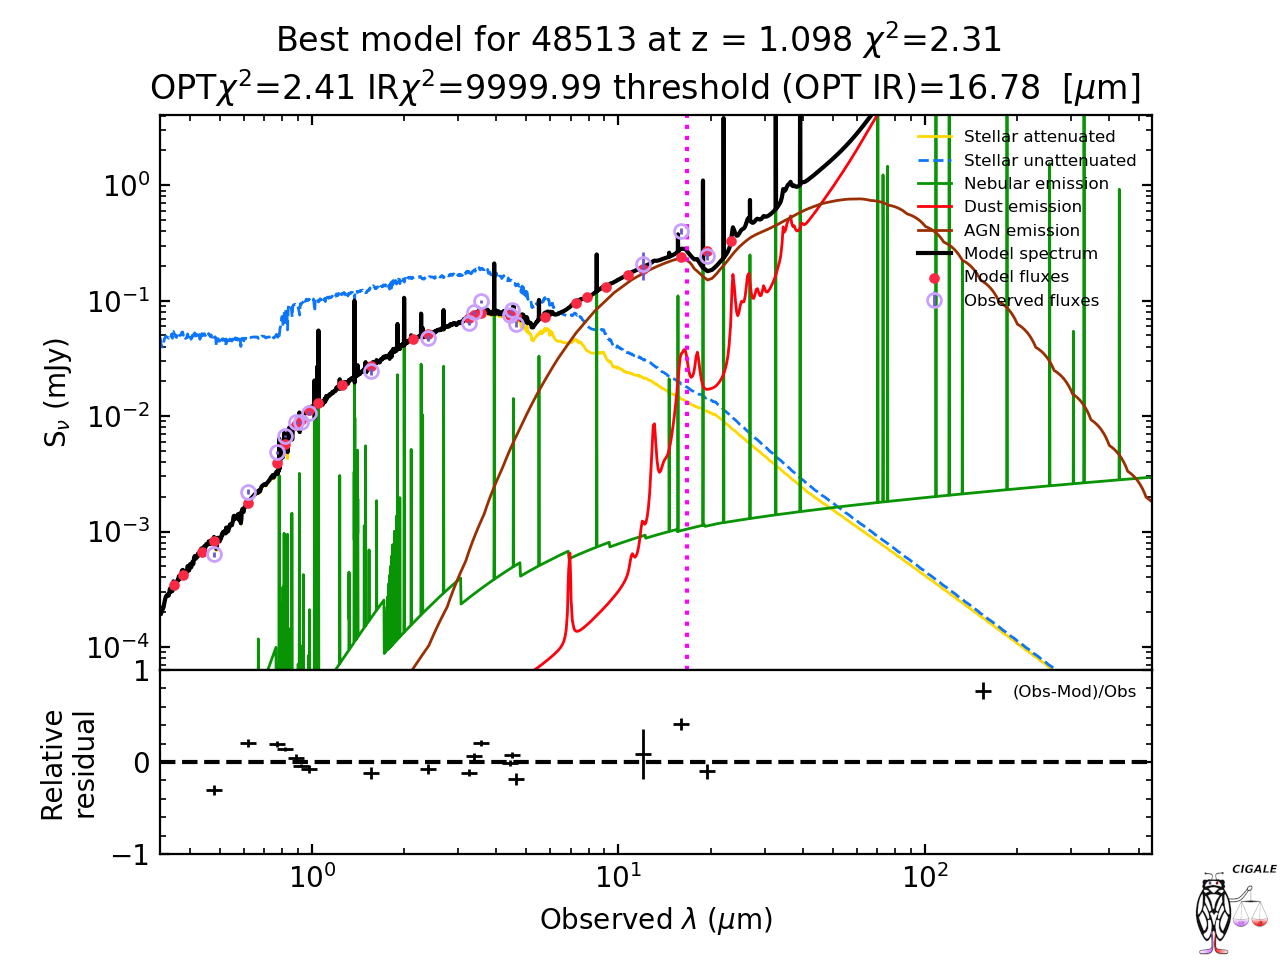 Best model for 48513 at z = 1.098 χ²=2.31
OPTχ²=2.41 IRχ²=9999.99 threshold (OPT IR)=16.78 [μm]
Stellar attenuated
Stellar unattenuated
Nebular emission
Dust emission
AGN emission
Model spectrum
Model fluxes
Observed fluxes
10⁰
10⁻¹
10⁻²
10⁻³
10⁻⁴
S_ν (mJy)
(Obs-Mod)/Obs
1
0
−1
Relative
residual
10⁰ 10¹ 10²
Observed λ (μm)
CIGALE